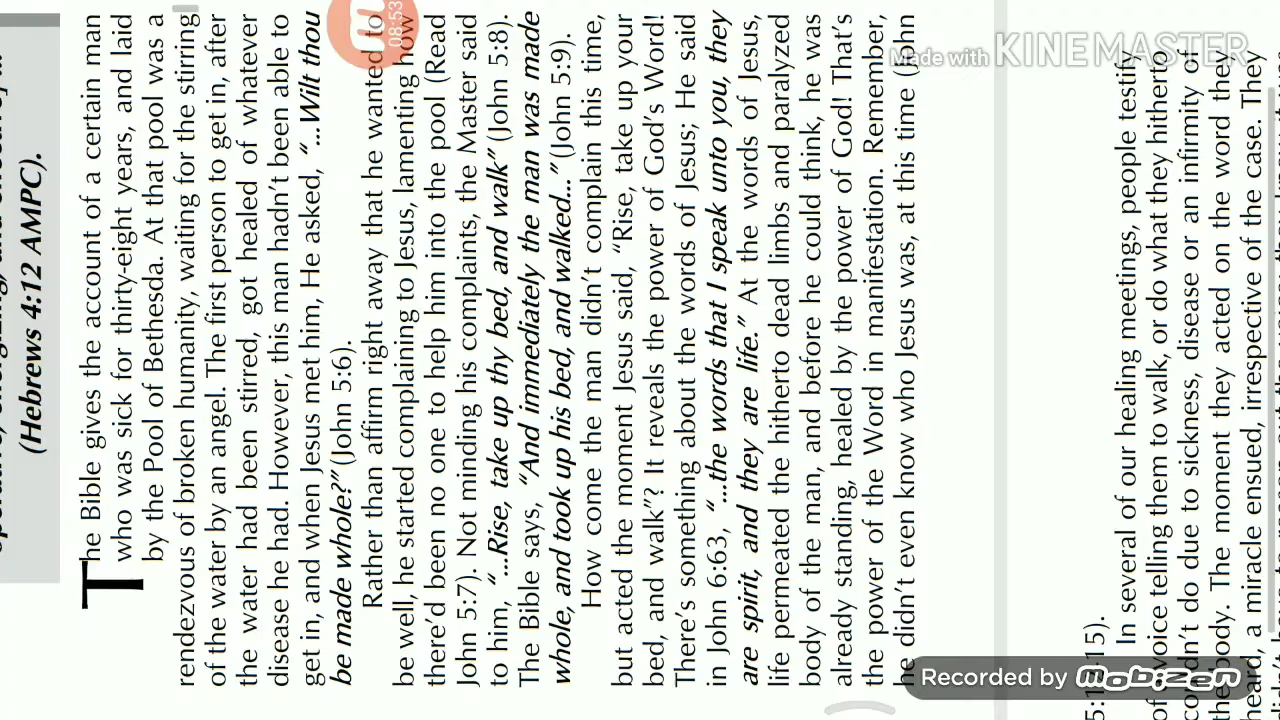 (Hebrews 4:12 AMPC).
The Bible gives the account of a certain man
who was sick for thirty-eight years, and laid
by the Pool of Bethesda. At that pool was a
rendezvous of broken humanity, waiting for the stirring
of the water by an angel. The first person to get in, after
the water had been stirred, got healed of whatever
disease he had. However, this man hadn't been able to
get in, and when Jesus met him, He asked, "...Wilt thou
be made whole?" (John 5:6).
Rather than affirm right away that he wanted to
be well, he started complaining to Jesus, lamenting how
there'd been no one to help him into the pool (Read
John 5:7). Not minding his complaints, the Master said
to him, "...Rise, take up thy bed, and walk" (John 5:8).
The Bible says, "And immediately the man was made
whole, and took up his bed, and walked..." (John 5:9).
How come the man didn't complain this time,
but acted the moment Jesus said, "Rise, take up your
bed, and walk"? It reveals the power of God's Word!
There's something about the words of Jesus; He said
in John 6:63, "...the words that I speak unto you, they
are spirit, and they are life." At the words of Jesus,
life permeated the hitherto dead limbs and paralyzed
body of the man, and before he could think, he was
already standing, healed by the power of God! That's
the power of the Word in manifestation. Remember,
he didn't even know who Jesus was, at this time (John
In several of our healing meetings, people testify
of voice telling them to walk, or do what they hitherto
couldn't do due to sickness, disease or an infirmity of
the body. The moment they acted on the word they
heard, a miracle ensued, irrespective of the case. They
08:53
Made with KINEMASTER
Recorded by mobizen